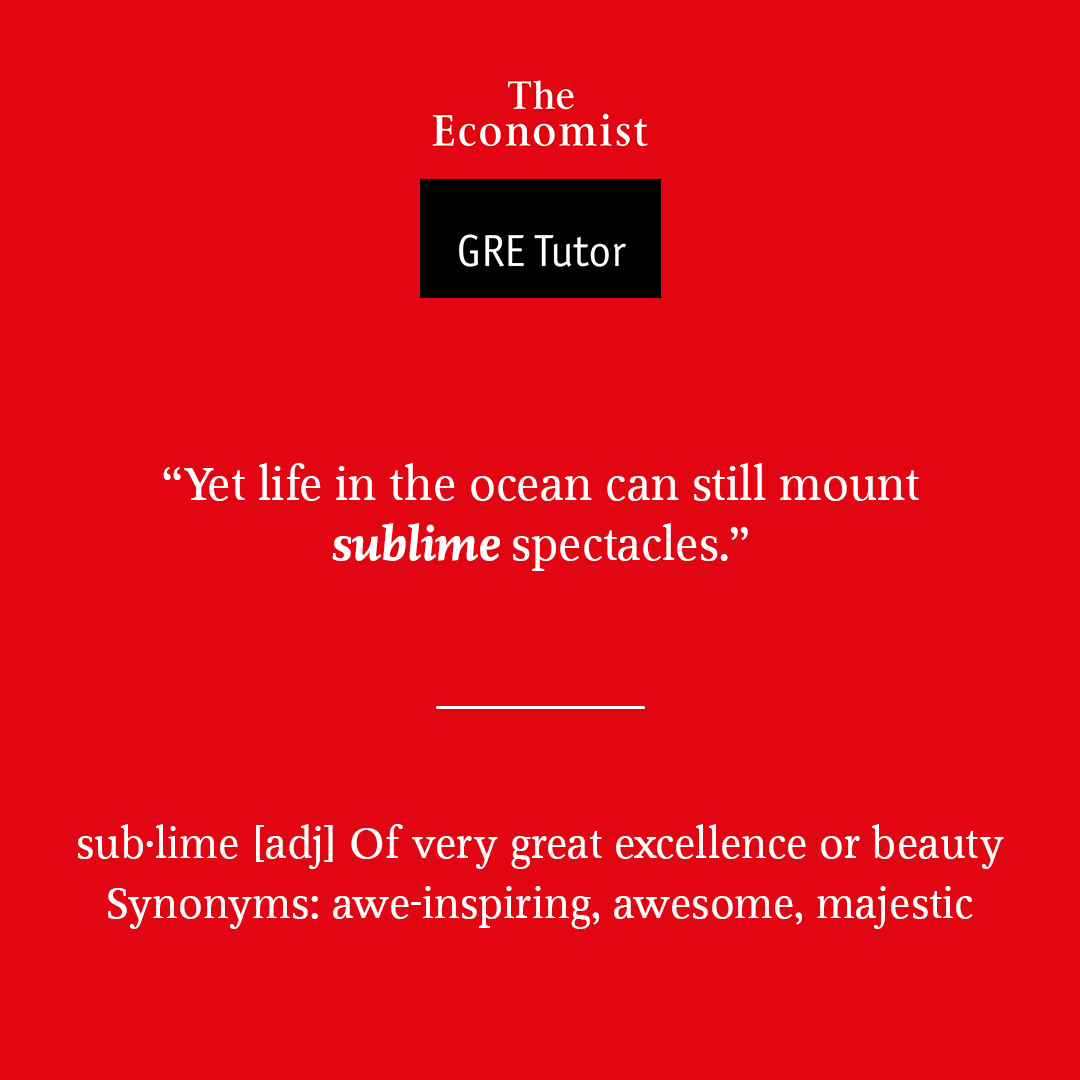 The
Economist
GRE Tutor
“Yet life in the ocean can still mount
sublime spectacles.”
sub·lime [adj] Of very great excellence or beauty
Synonyms: awe-inspiring, awesome, majestic